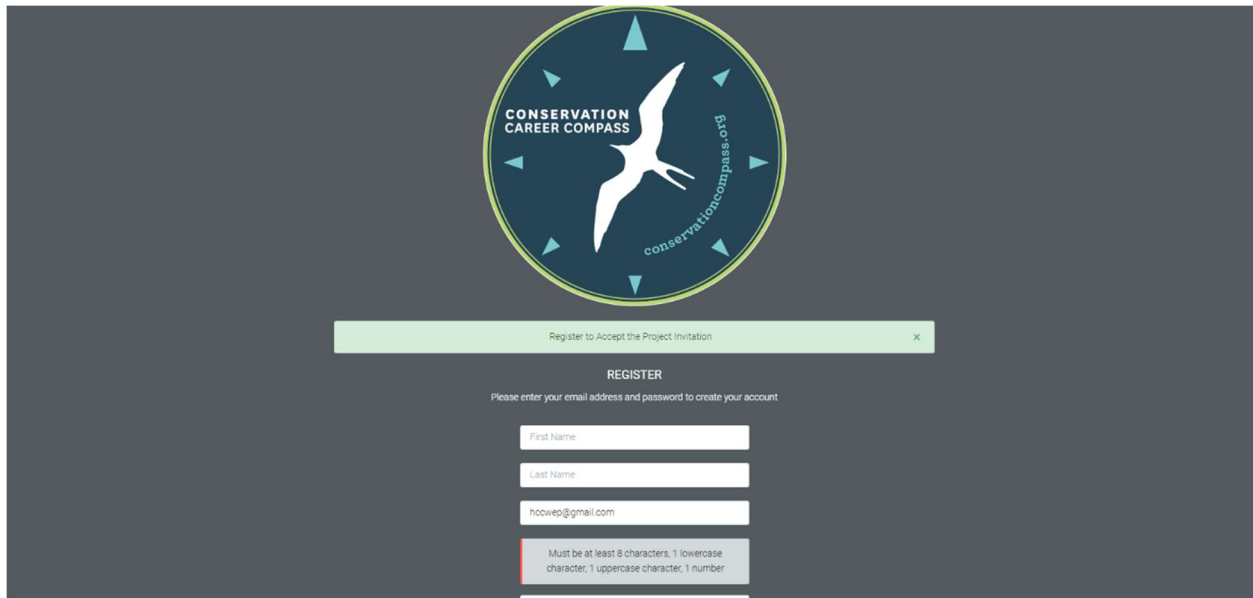 CONSERVATION
CAREER COMPASS
conservationcompass.org
Register to Accept the Project Invitation ×
REGISTER
Please enter your email address and password to create your account
First Name
Last Name
hccwep@gmail.com
Must be at least 8 characters, 1 lowercase
character, 1 uppercase character, 1 number